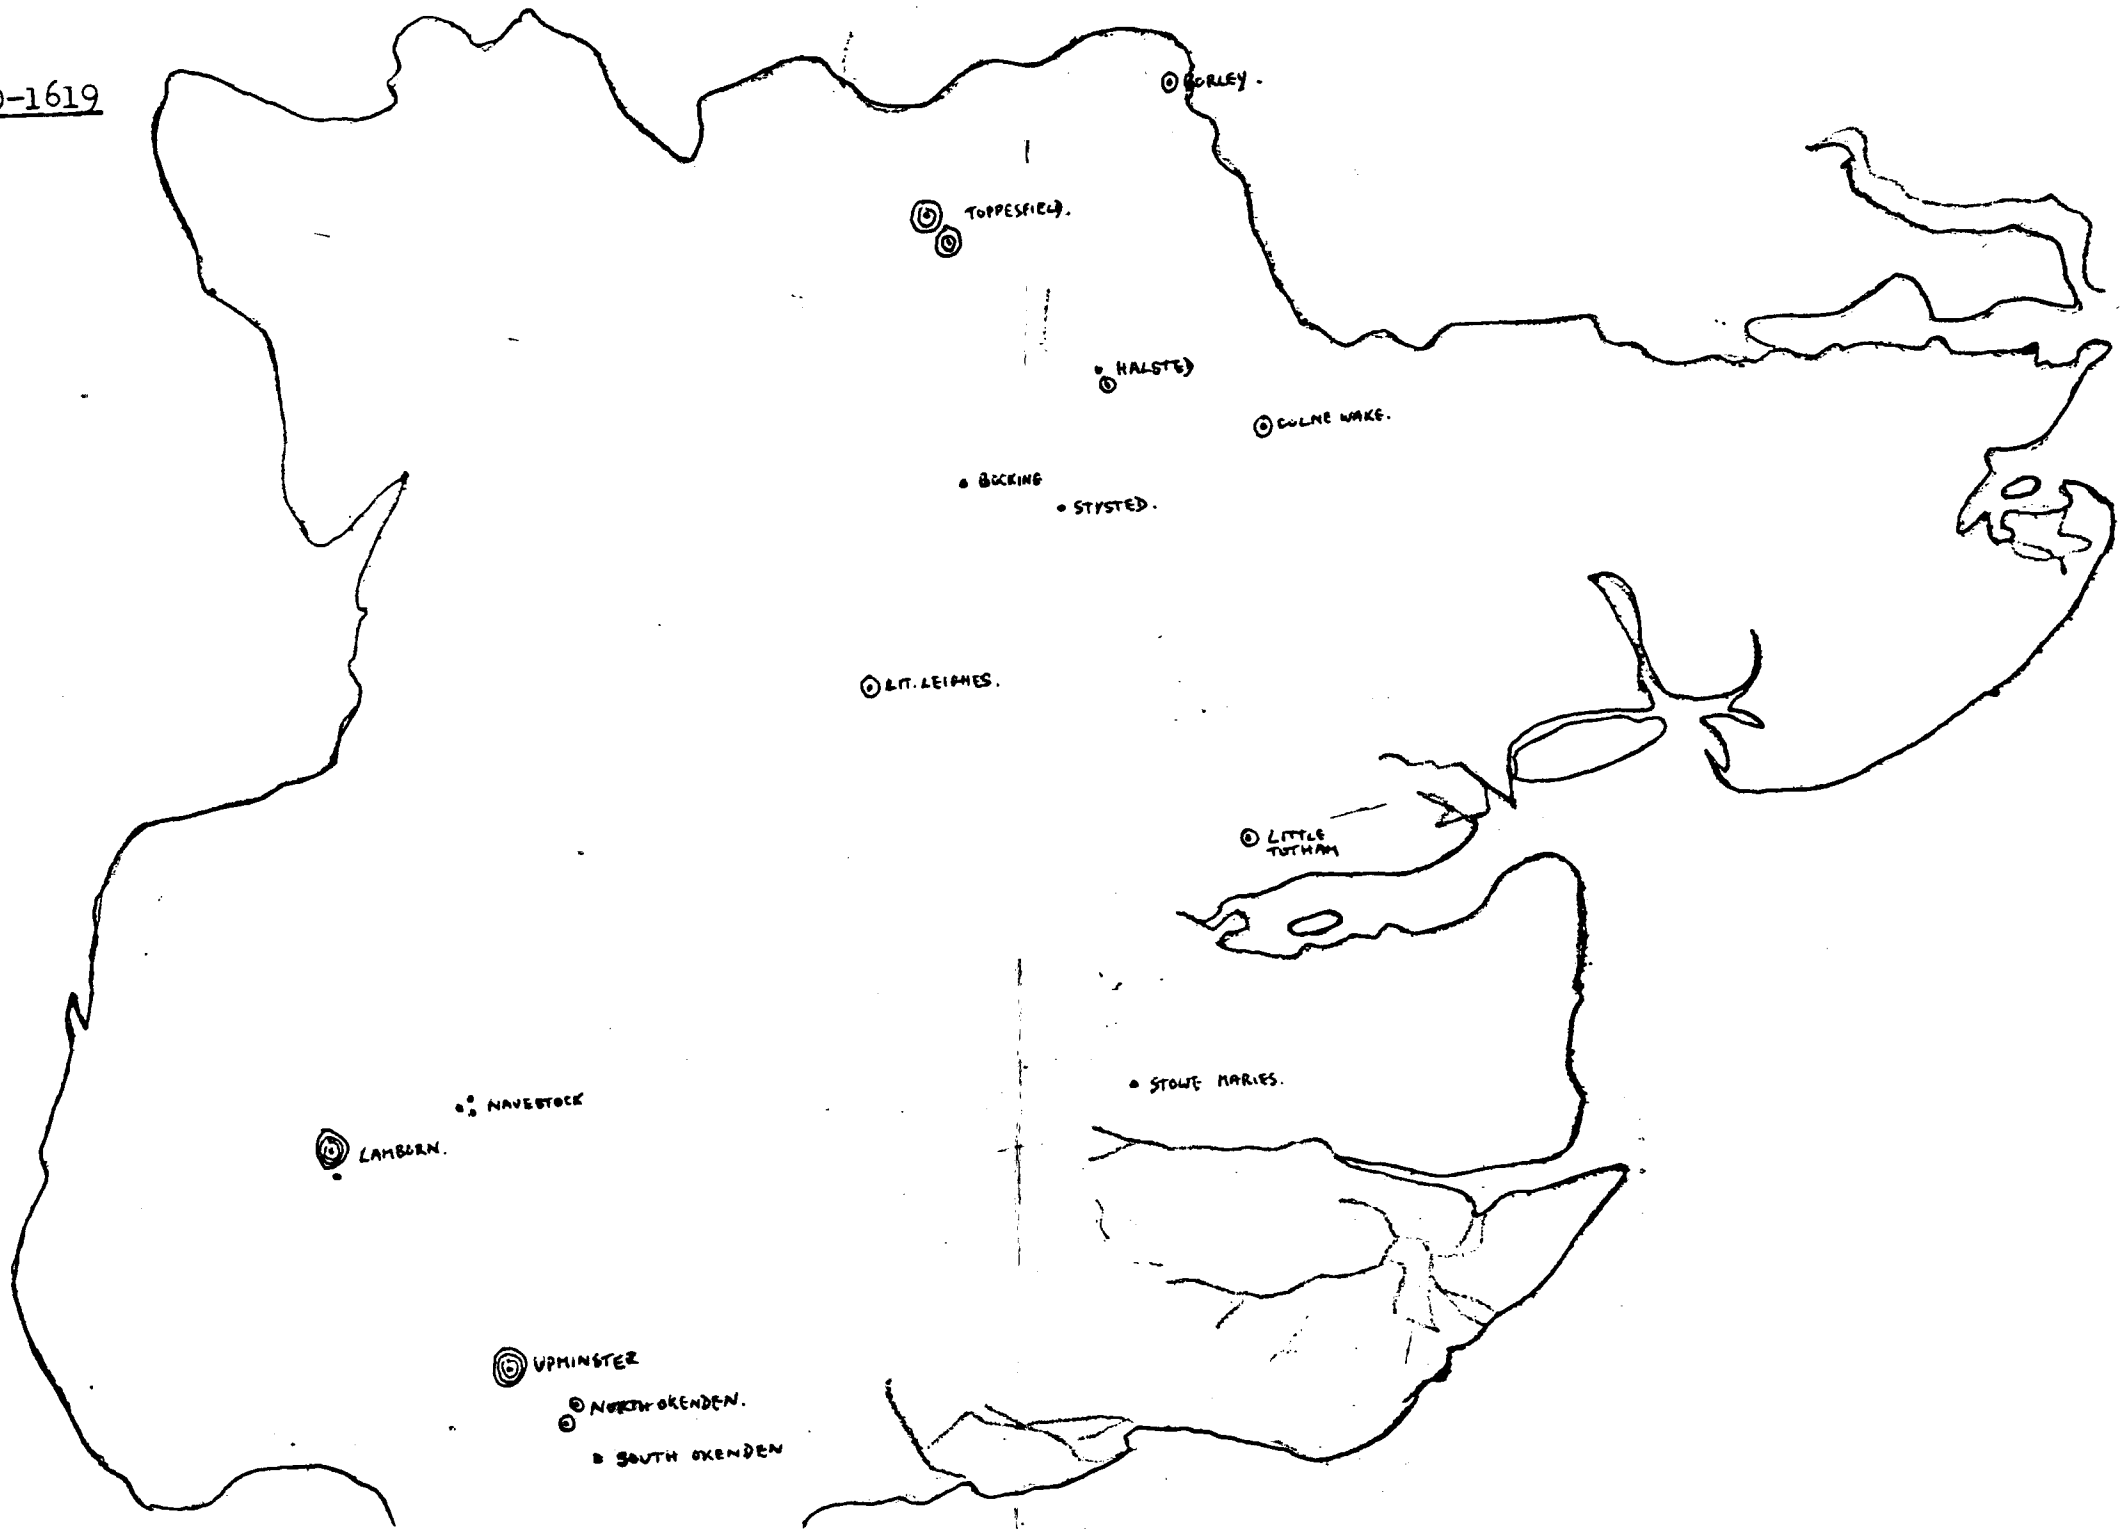 0-1619
BORLEY.
TOPPESFIELD.
HALSTED
COLNE WAKE.
BOCKING
STYSTED.
LIT. LEIGHES.
LITTLE
TOTHAM
STOWE MARIES.
NAVESTOCK
LAMBORN.
UPMINSTER
NORTH OKENDEN.
SOUTH OKENDEN